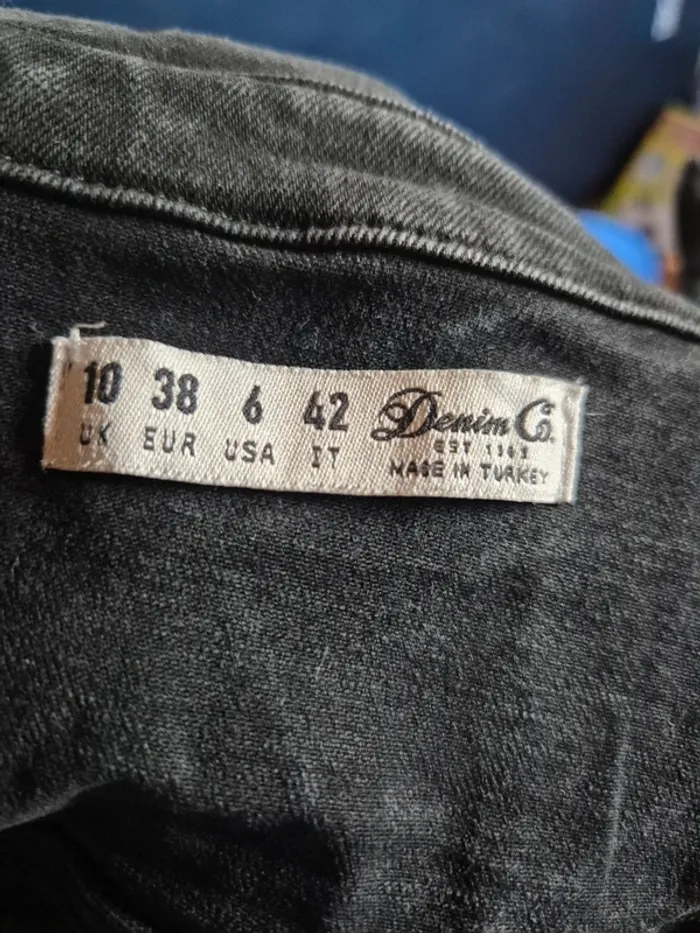 10 38 6 42
UK EUR USA IT
Denim Co.
EST
MADE IN TURKEY